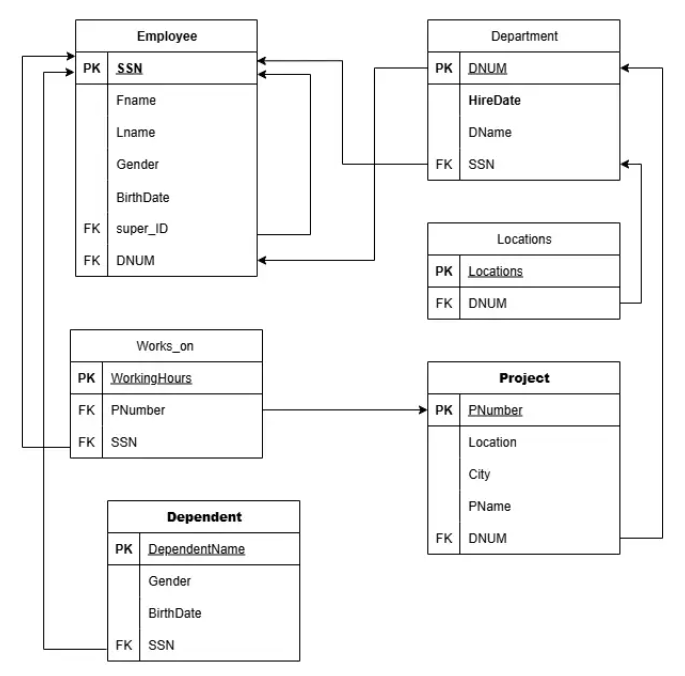 Employee
PK SSN
Fname
Lname
Gender
BirthDate
FK super_ID
FK DNUM
Department
PK DNUM
HireDate
DName
FK SSN
Locations
PK Locations
FK DNUM
Works_on
PK WorkingHours
FK PNumber
FK SSN
Project
PK PNumber
Location
City
PName
FK DNUM
Dependent
PK DependentName
Gender
BirthDate
FK SSN